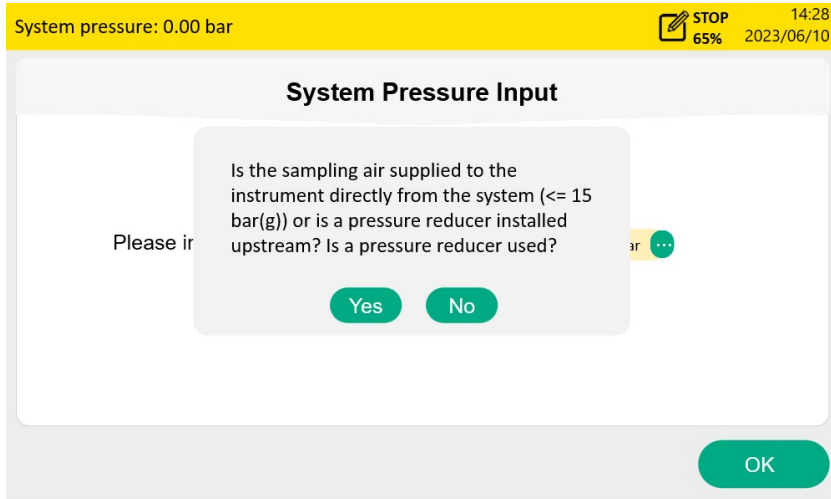 System pressure: 0.00 bar
STOP
65%
14:28
2023/06/10
System Pressure Input
Is the sampling air supplied to the
instrument directly from the system (<= 15
bar(g)) or is a pressure reducer installed
upstream? Is a pressure reducer used?
Please
Yes No
OK